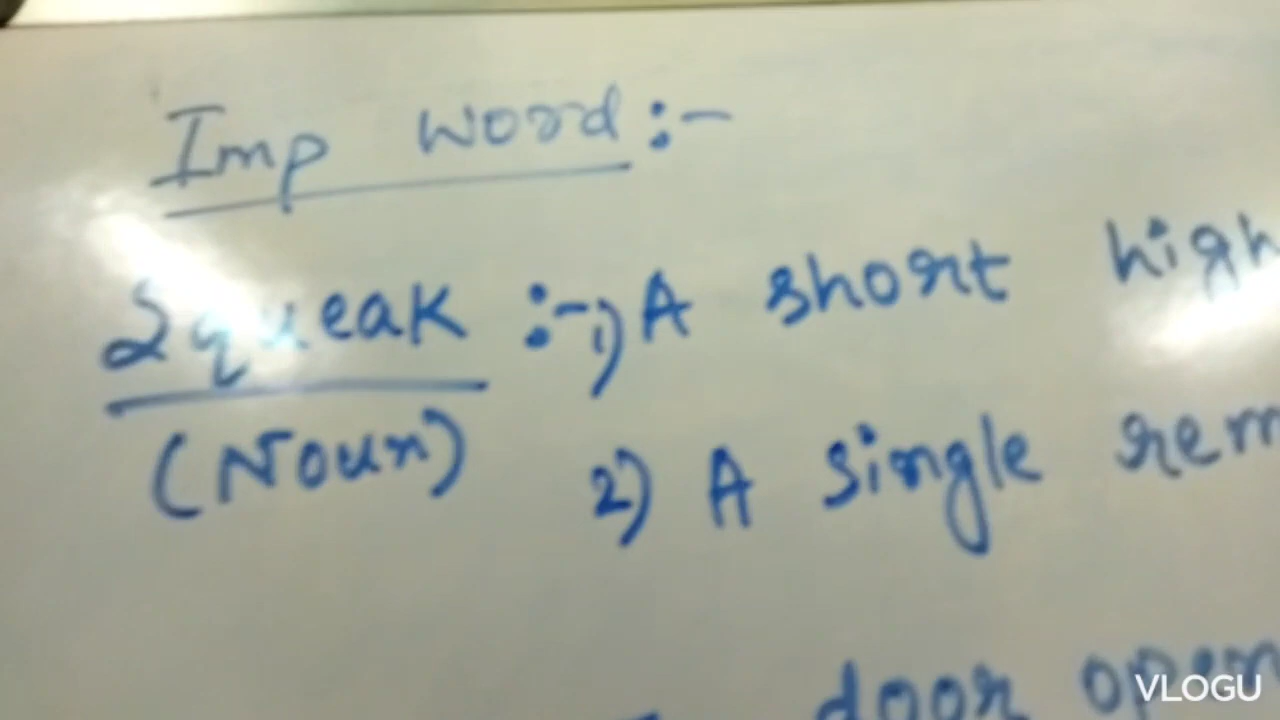 Imp word :-
Squeak :- 1) A short high
(Noun) 2) A single rem
door open
VLOGU